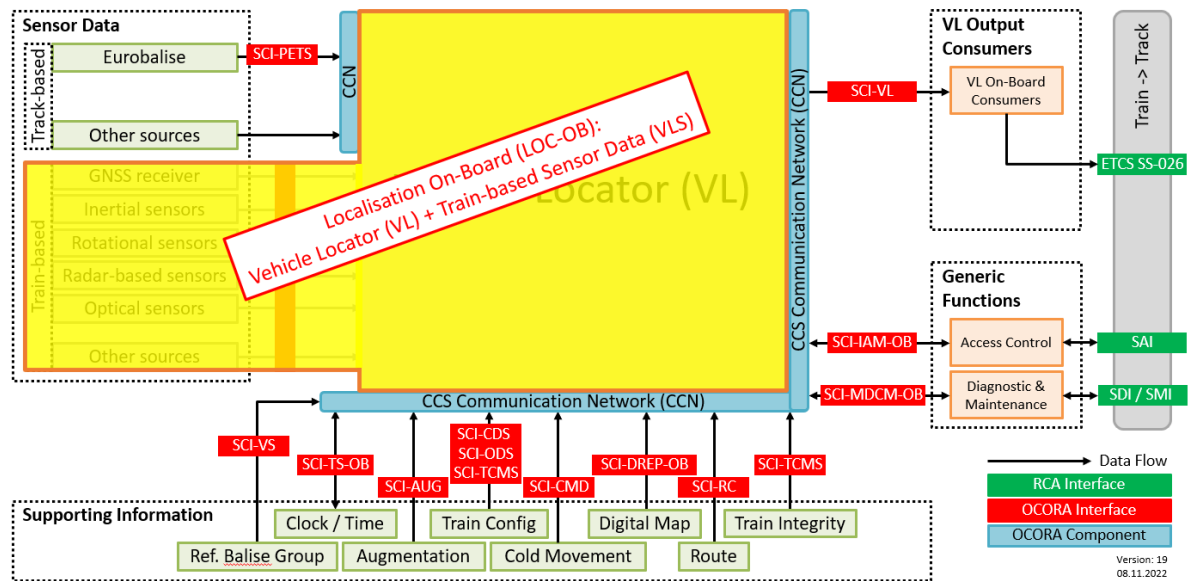 Sensor Data
Track-based
Eurobalise
SCI-PETS
CCN
Other sources
Train-based
GNSS receiver
Inertial sensors
Rotational sensors
Radar-based sensors
Optical sensors
Other sources
Localisation On-Board (LOC-OB):
Vehicle Locator (VL) + Train-based Sensor Data (VLS)
Locator (VL)
CCS Communication Network (CCN)
CCS Communication Network (CCN)
SCI-VL
VL Output
Consumers
VL On-Board
Consumers
Train -> Track
ETCS SS-026
Generic
Functions
SCI-IAM-OB
Access Control
SAI
SCI-MDCM-OB
Diagnostic &
Maintenance
SDI / SMI
SCI-VS
SCI-TS-OB
SCI-AUG
SCI-CDS
SCI-ODS
SCI-TCMS
SCI-CMD
SCI-DREP-OB
SCI-RC
SCI-TCMS
Supporting Information
Clock / Time
Train Config
Digital Map
Train Integrity
Ref. Balise Group
Augmentation
Cold Movement
Route
Data Flow
RCA Interface
OCORA Interface
OCORA Component
Version: 19
08.11.2022